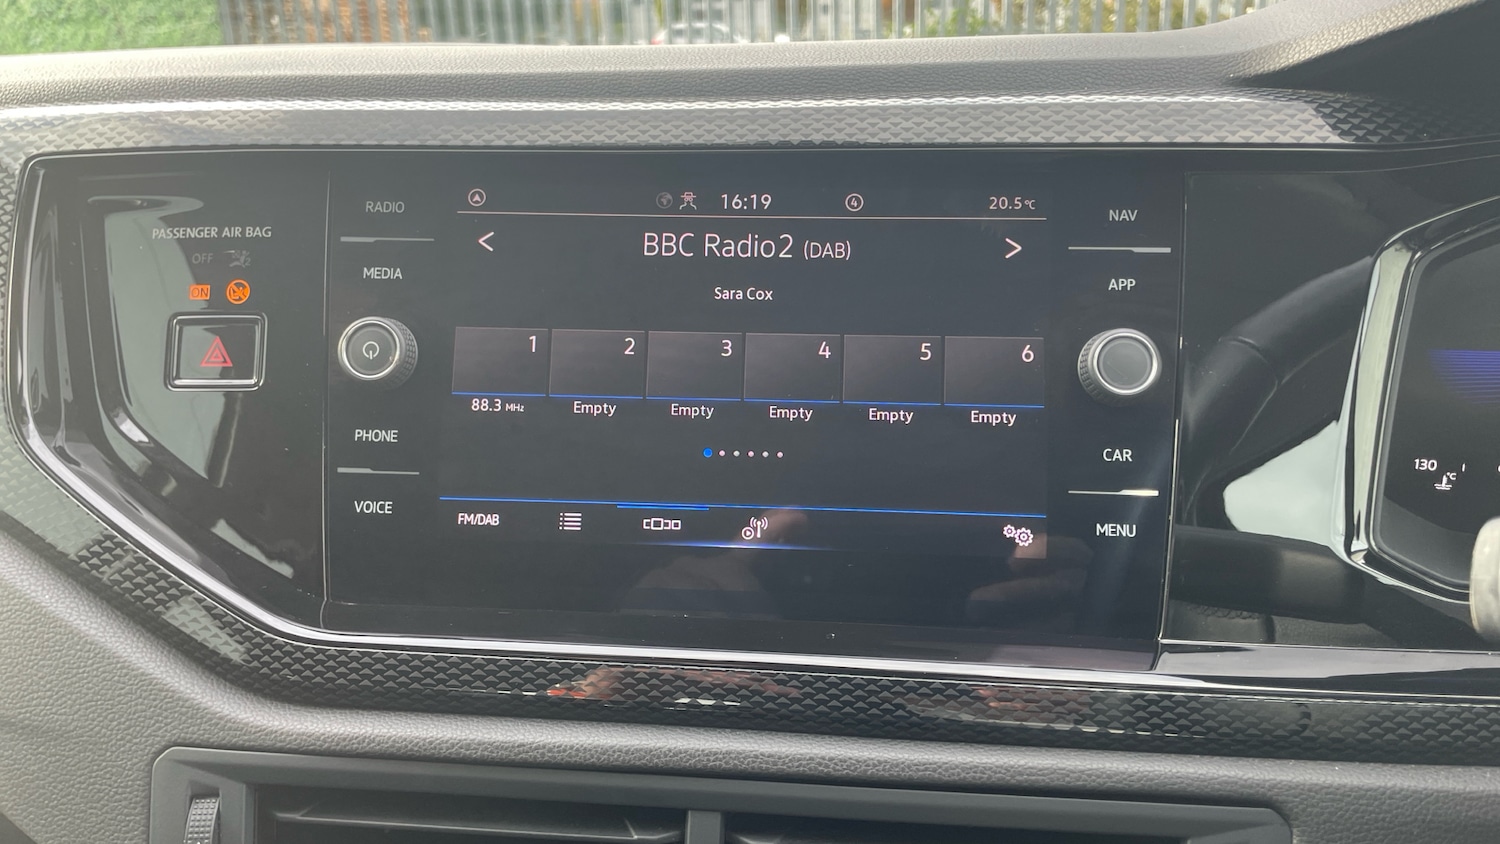 PASSENGER AIR BAG
OFF
ON
RADIO
MEDIA
PHONE
VOICE
16:19
4
20.5°C
< BBC Radio2 (DAB) >
Sara Cox
1 2 3 4 5 6
88.3 MHz Empty Empty Empty Empty Empty
FM/DAB
NAV
APP
CAR
MENU
130
°C